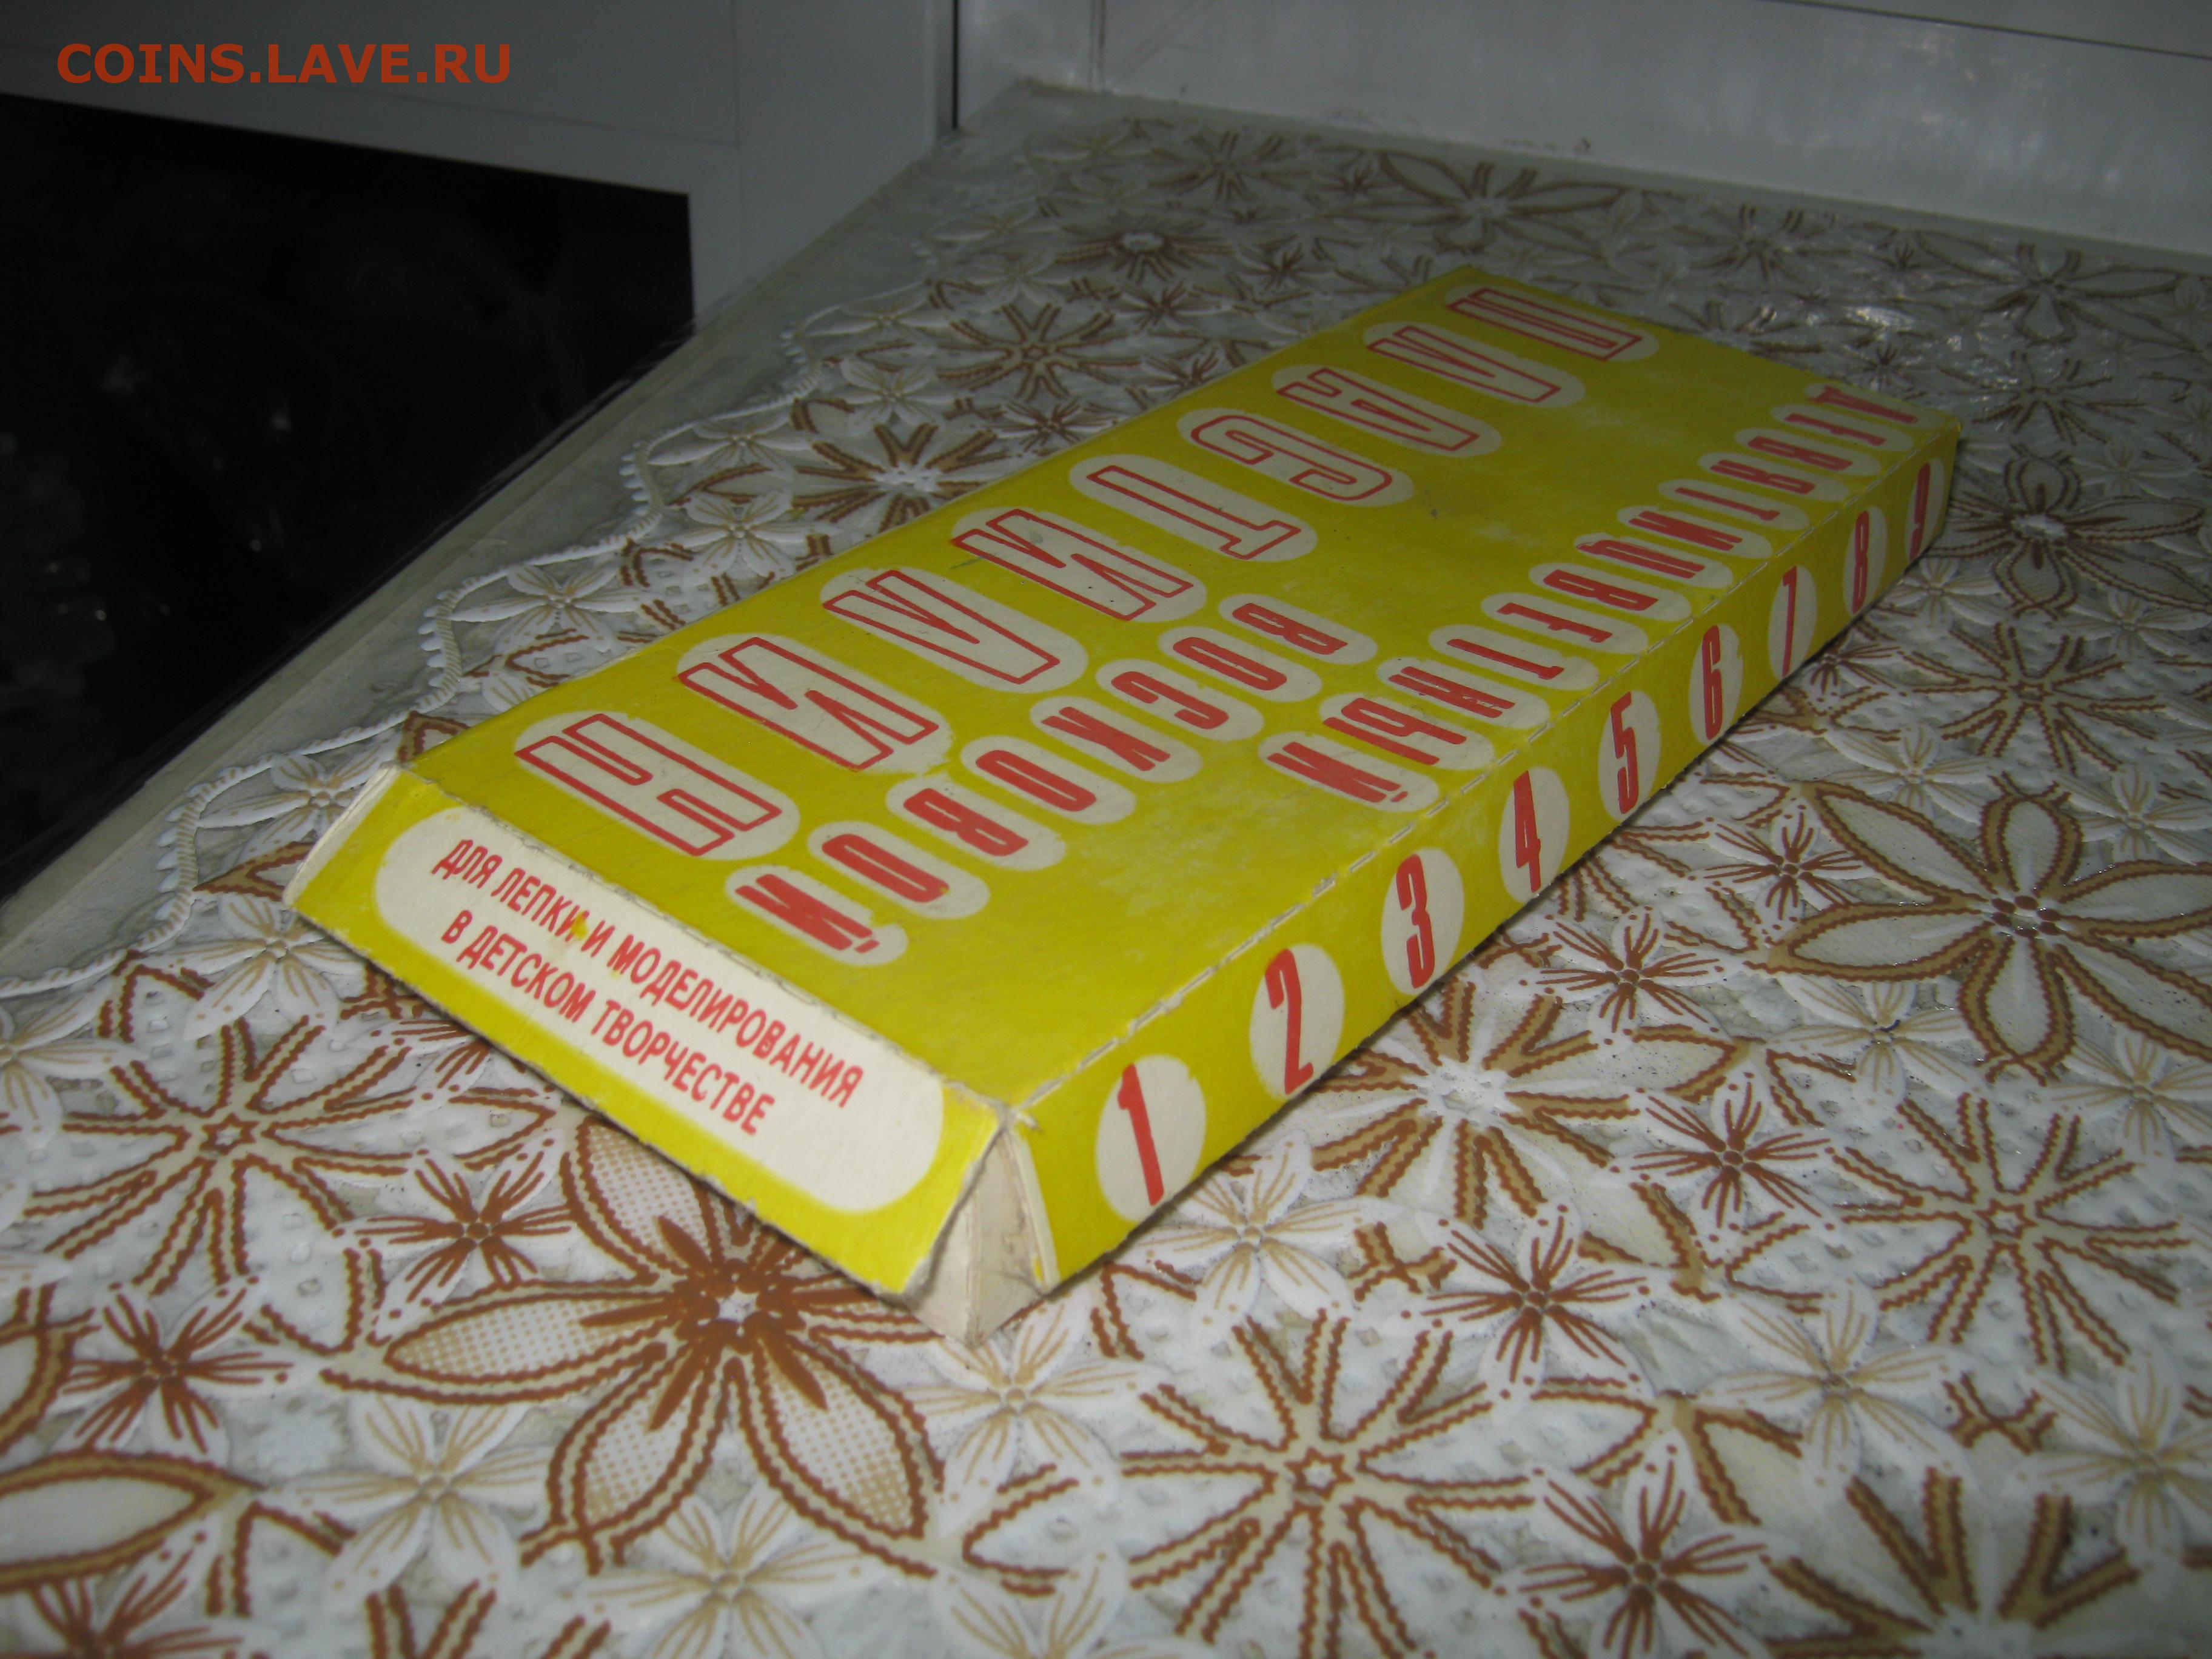 COINS.LAVE.RU
ПЛАСТИЛИН
ВОСКОВОЙ
ДЕВЯТИЦВЕТНЫЙ
ДЛЯ ЛЕПКИ И МОДЕЛИРОВАНИЯ
В ДЕТСКОМ ТВОРЧЕСТВЕ
1 2 3 4 5 6 7 8 9